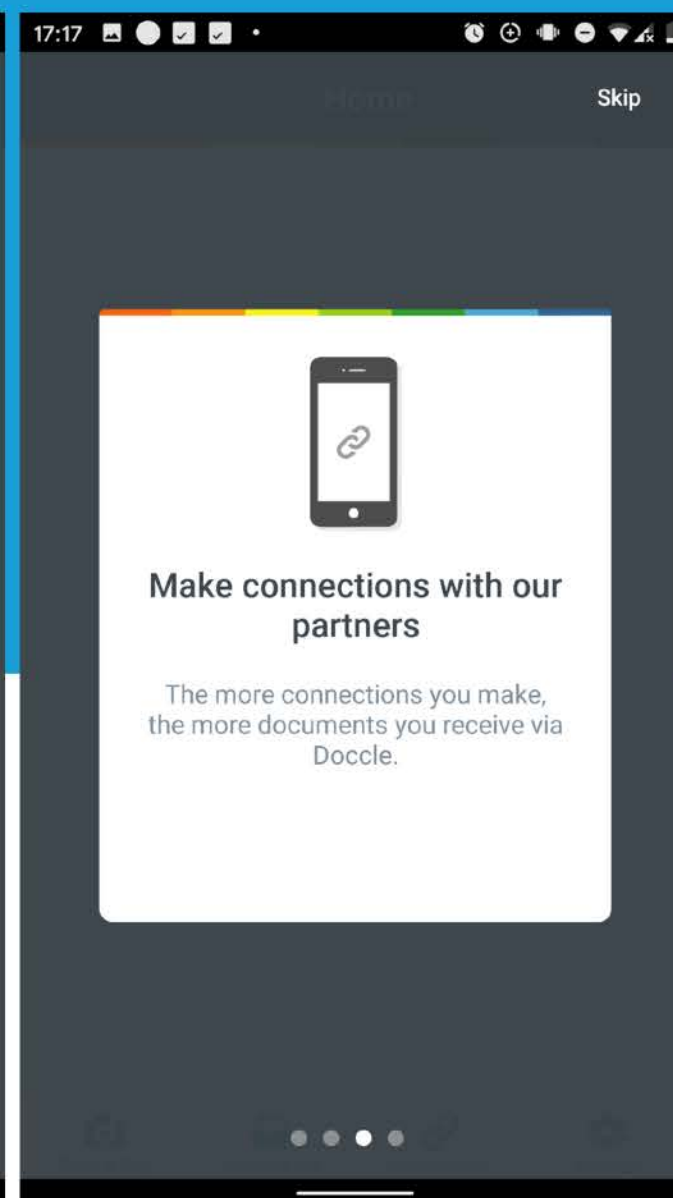 17:17
Home
Skip
Make connections with our
partners
The more connections you make,
the more documents you receive via
Doccle.